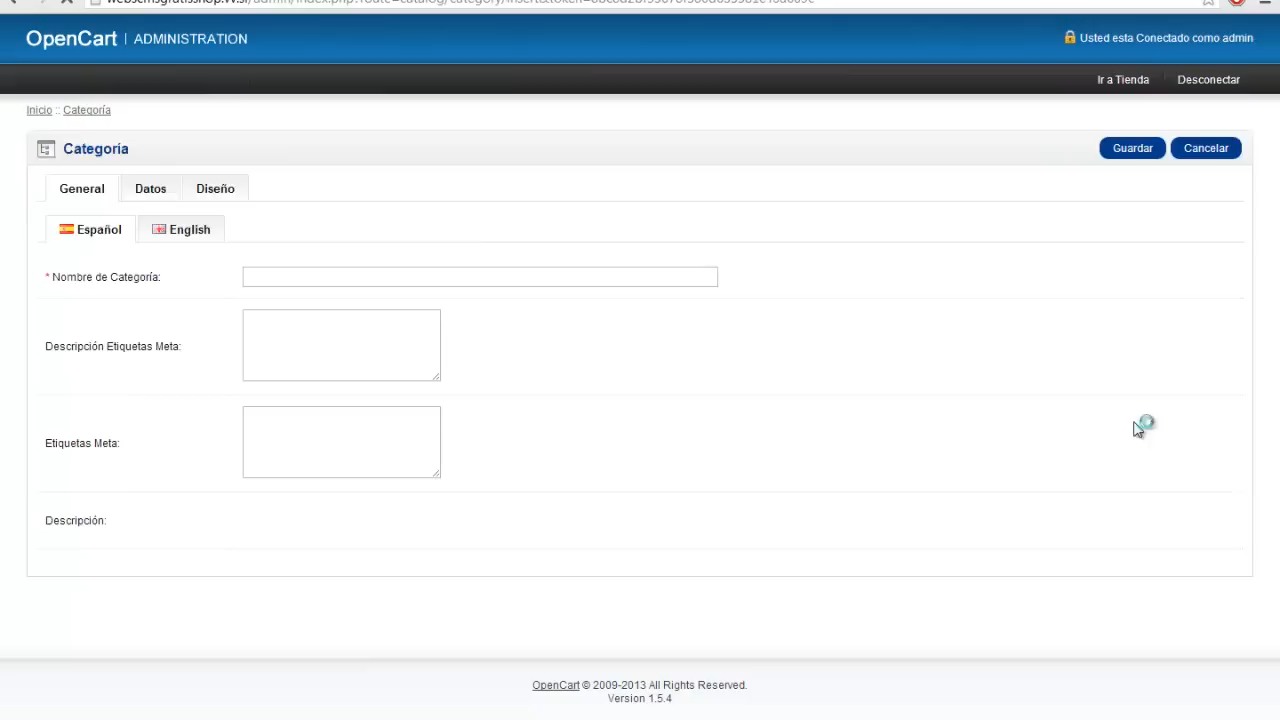 OpenCart | ADMINISTRATION
Usted esta Conectado como admin
Ir a Tienda
Desconectar
Inicio :: Categoría
Categoría
Guardar
Cancelar
General
Datos
Diseño
Español
English
* Nombre de Categoría:
Descripción Etiquetas Meta:
Etiquetas Meta:
Descripción:
OpenCart © 2009-2013 All Rights Reserved.
Version 1.5.4